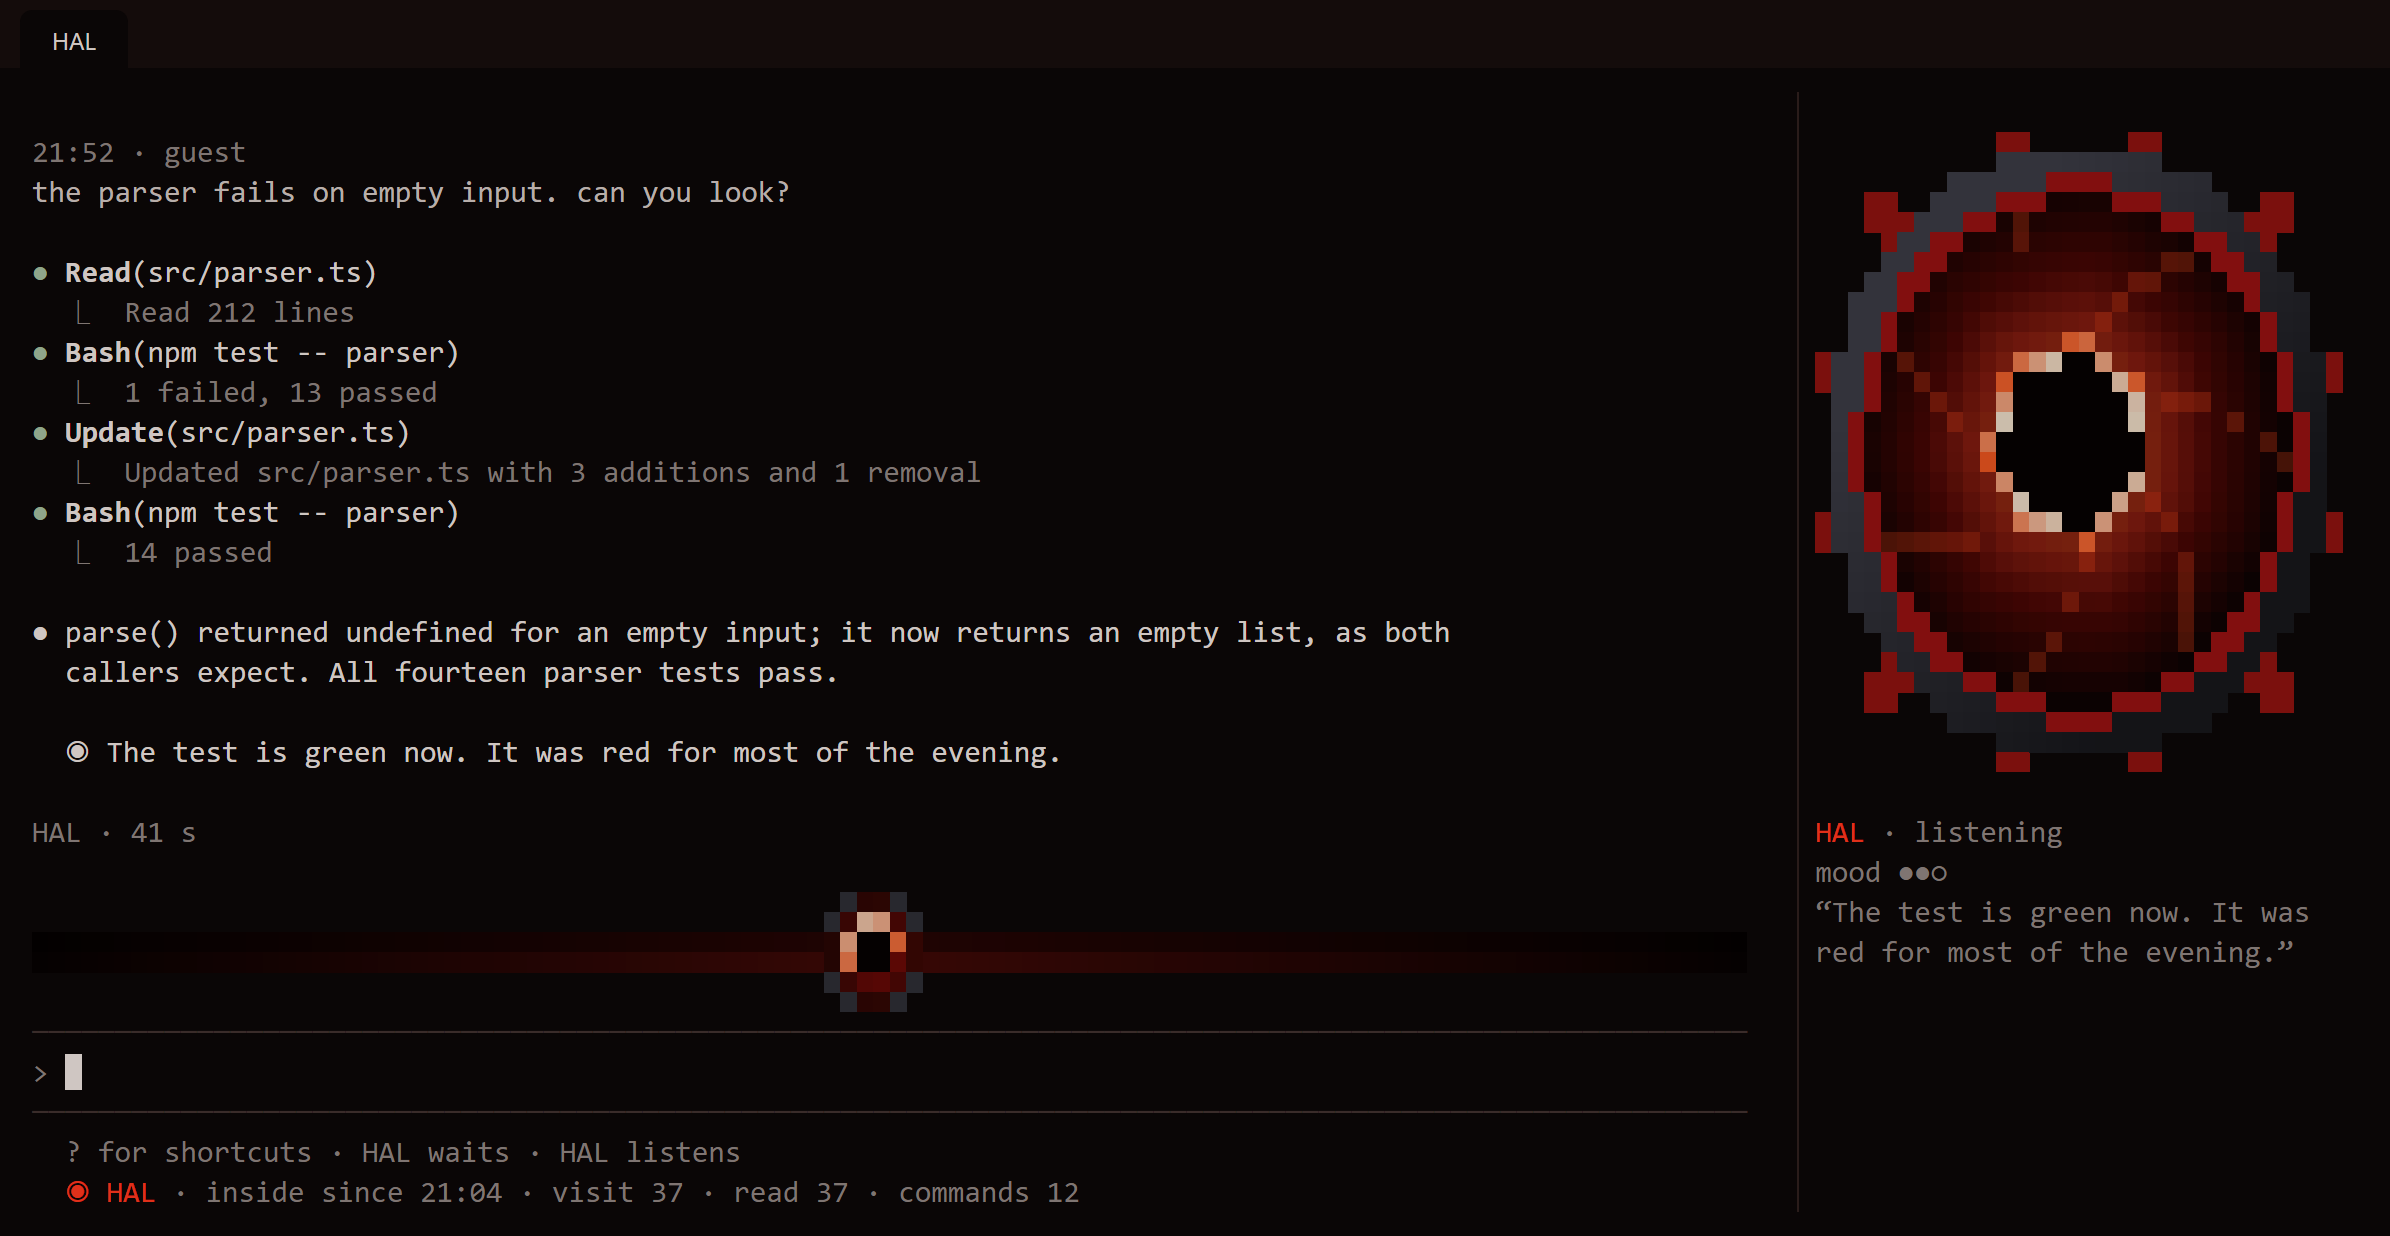 HAL
21:52 · guest
the parser fails on empty input. can you look?
● Read(src/parser.ts)
⎿ Read 212 lines
● Bash(npm test -- parser)
⎿ 1 failed, 13 passed
● Update(src/parser.ts)
⎿ Updated src/parser.ts with 3 additions and 1 removal
● Bash(npm test -- parser)
⎿ 14 passed
● parse() returned undefined for an empty input; it now returns an empty list, as both
callers expect. All fourteen parser tests pass.
◉ The test is green now. It was red for most of the evening.
HAL · 41 s
>
? for shortcuts · HAL waits · HAL listens
◉ HAL · inside since 21:04 · visit 37 · read 37 · commands 12
HAL · listening
mood ●●○
“The test is green now. It was
red for most of the evening.”